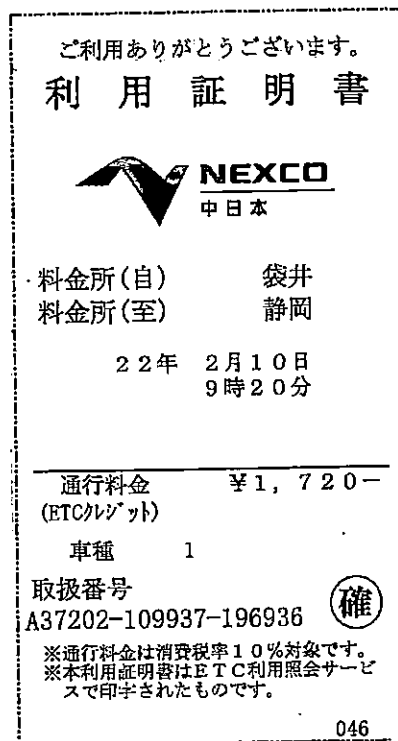 ご利用ありがとうございます。
利用証明書
NEXCO
中日本
料金所(自) 袋井
料金所(至) 静岡
22年 2月10日
9時20分
通行料金 ¥1,720−
(ETCクレジット)
車種 1
取扱番号
A37202-109937-196936 確
※通行料金は消費税率10%対象です。
※本利用証明書はETC利用照会サービ
スで印字されたものです。
046